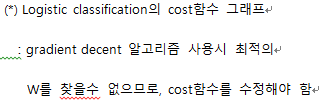 (*) Logistic classification의 cost함수 그래프
: gradient decent 알고리즘 사용시 최적의
W를 찾을수 없으므로, cost함수를 수정해야 함